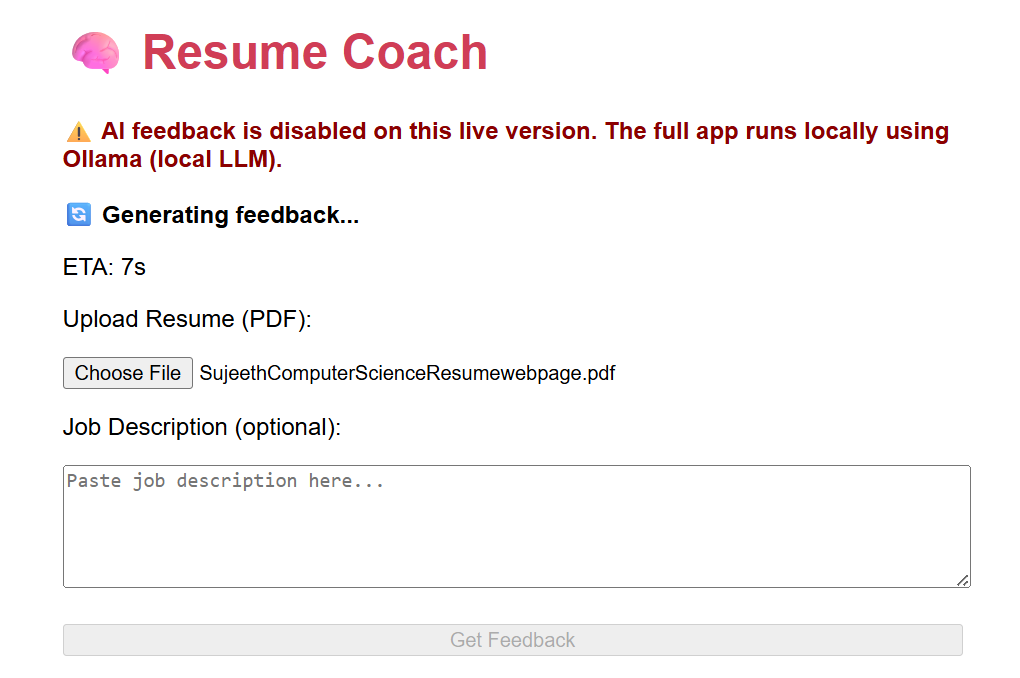 🧠 Resume Coach
⚠️ AI feedback is disabled on this live version. The full app runs locally using
Ollama (local LLM).
🔄 Generating feedback...
ETA: 7s
Upload Resume (PDF):
Choose File SujeethComputerScienceResumewebpage.pdf
Job Description (optional):
Paste job description here...
Get Feedback